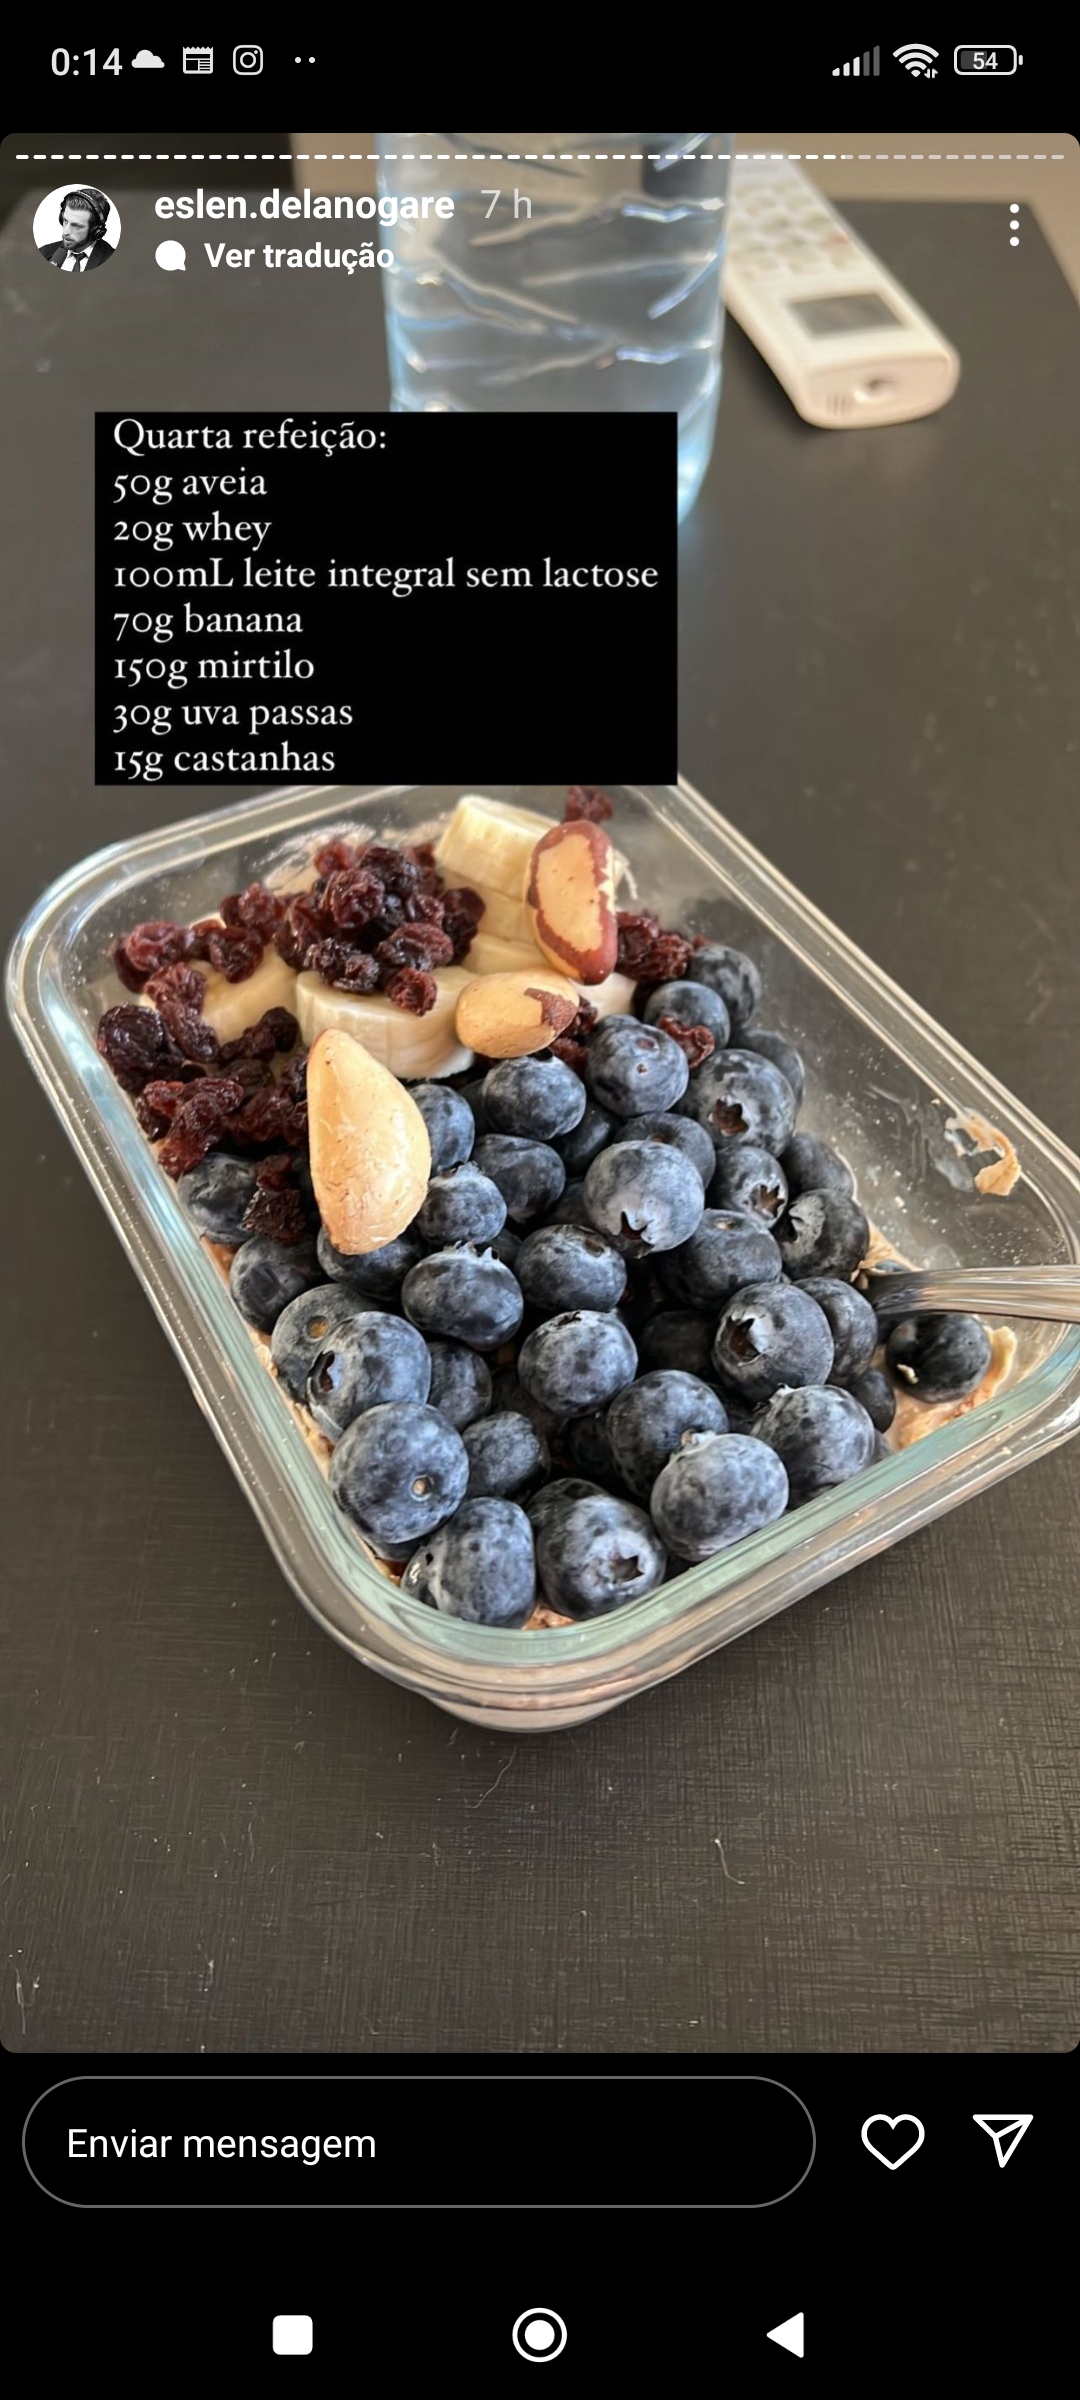 0:14
54
eslen.delanogare 7 h
Ver tradução
Quarta refeição:
50g aveia
20g whey
100mL leite integral sem lactose
70g banana
150g mirtilo
30g uva passas
15g castanhas
Enviar mensagem